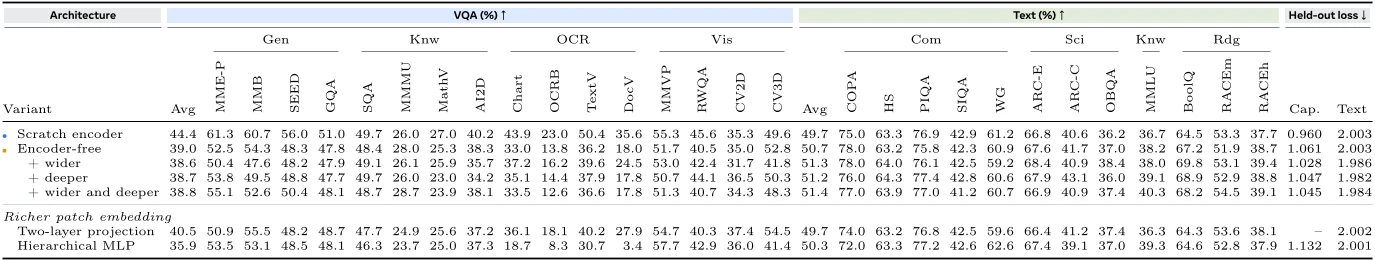 Architecture VQA (%) ↑ Text (%) ↑ Held-out loss ↓
Gen Knw OCR Vis Com Sci Knw Rdg
Variant Avg MME-P MMB SEED GQA SQA MMMU MathV AI2D Chart OCRB TextV DocV MMVP RWQA CV2D CV3D Avg COPA HS PIQA SIQA WG ARC-E ARC-C OBQA MMLU BoolQ RACEm RACEh Cap. Text
Scratch encoder 44.4 61.3 60.7 56.0 51.0 49.7 26.0 27.0 40.2 43.9 23.0 50.4 35.6 55.3 45.6 35.3 49.6 49.7 75.0 63.3 76.9 42.9 61.2 66.8 40.6 36.2 36.7 64.5 53.3 37.7 0.960 2.003
Encoder-free 39.0 52.5 54.3 48.3 47.8 48.4 28.0 25.3 38.3 33.0 13.8 36.2 18.0 51.7 40.5 35.0 52.8 50.7 78.0 63.2 75.8 42.3 60.9 67.6 41.7 37.0 38.2 67.2 51.9 38.7 1.061 2.003
+ wider 38.6 50.4 47.6 48.2 47.9 49.1 26.1 25.9 35.7 37.2 16.2 39.6 24.5 53.0 42.4 31.7 41.8 51.3 78.0 64.0 76.1 42.5 59.2 68.4 40.9 38.4 38.0 69.8 53.1 39.4 1.028 1.986
+ deeper 38.7 53.8 49.5 48.8 47.7 49.7 26.0 23.0 34.2 35.1 14.4 37.9 17.8 50.7 44.1 36.5 50.3 51.2 76.0 64.3 77.4 42.8 60.6 67.9 43.1 36.0 39.1 68.9 52.9 38.8 1.047 1.982
+ wider and deeper 38.8 55.1 52.6 50.4 48.1 48.7 28.7 23.9 38.1 33.5 12.6 36.6 17.8 51.3 40.7 34.3 48.3 51.4 77.0 63.9 77.0 41.2 60.7 66.9 40.9 37.4 40.3 68.2 54.5 39.1 1.045 1.984
Richer patch embedding
Two-layer projection 40.5 50.9 55.5 48.2 48.7 47.7 24.9 25.6 37.2 36.1 18.1 40.2 27.9 54.7 40.3 37.4 54.5 49.7 74.0 63.2 76.8 42.5 59.6 66.4 41.2 37.4 36.3 64.3 53.6 38.1 – 2.002
Hierarchical MLP 35.9 53.5 53.1 48.5 48.1 46.3 23.7 25.0 37.3 18.7 8.3 30.7 3.4 57.7 42.9 36.0 41.4 50.3 72.0 63.3 77.2 42.6 62.6 67.4 39.1 37.0 39.3 64.6 52.8 37.9 1.132 2.001